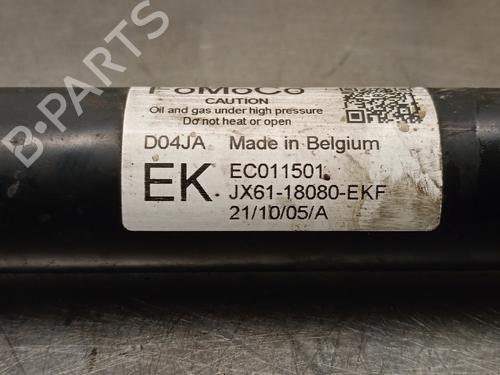 FoMoCo
CAUTION
Oil and gas under high pressure
Do not heat or open
D04JA Made in Belgium
EK EC011501
JX61-18080-EKF
21/10/05/A
B-PARTS